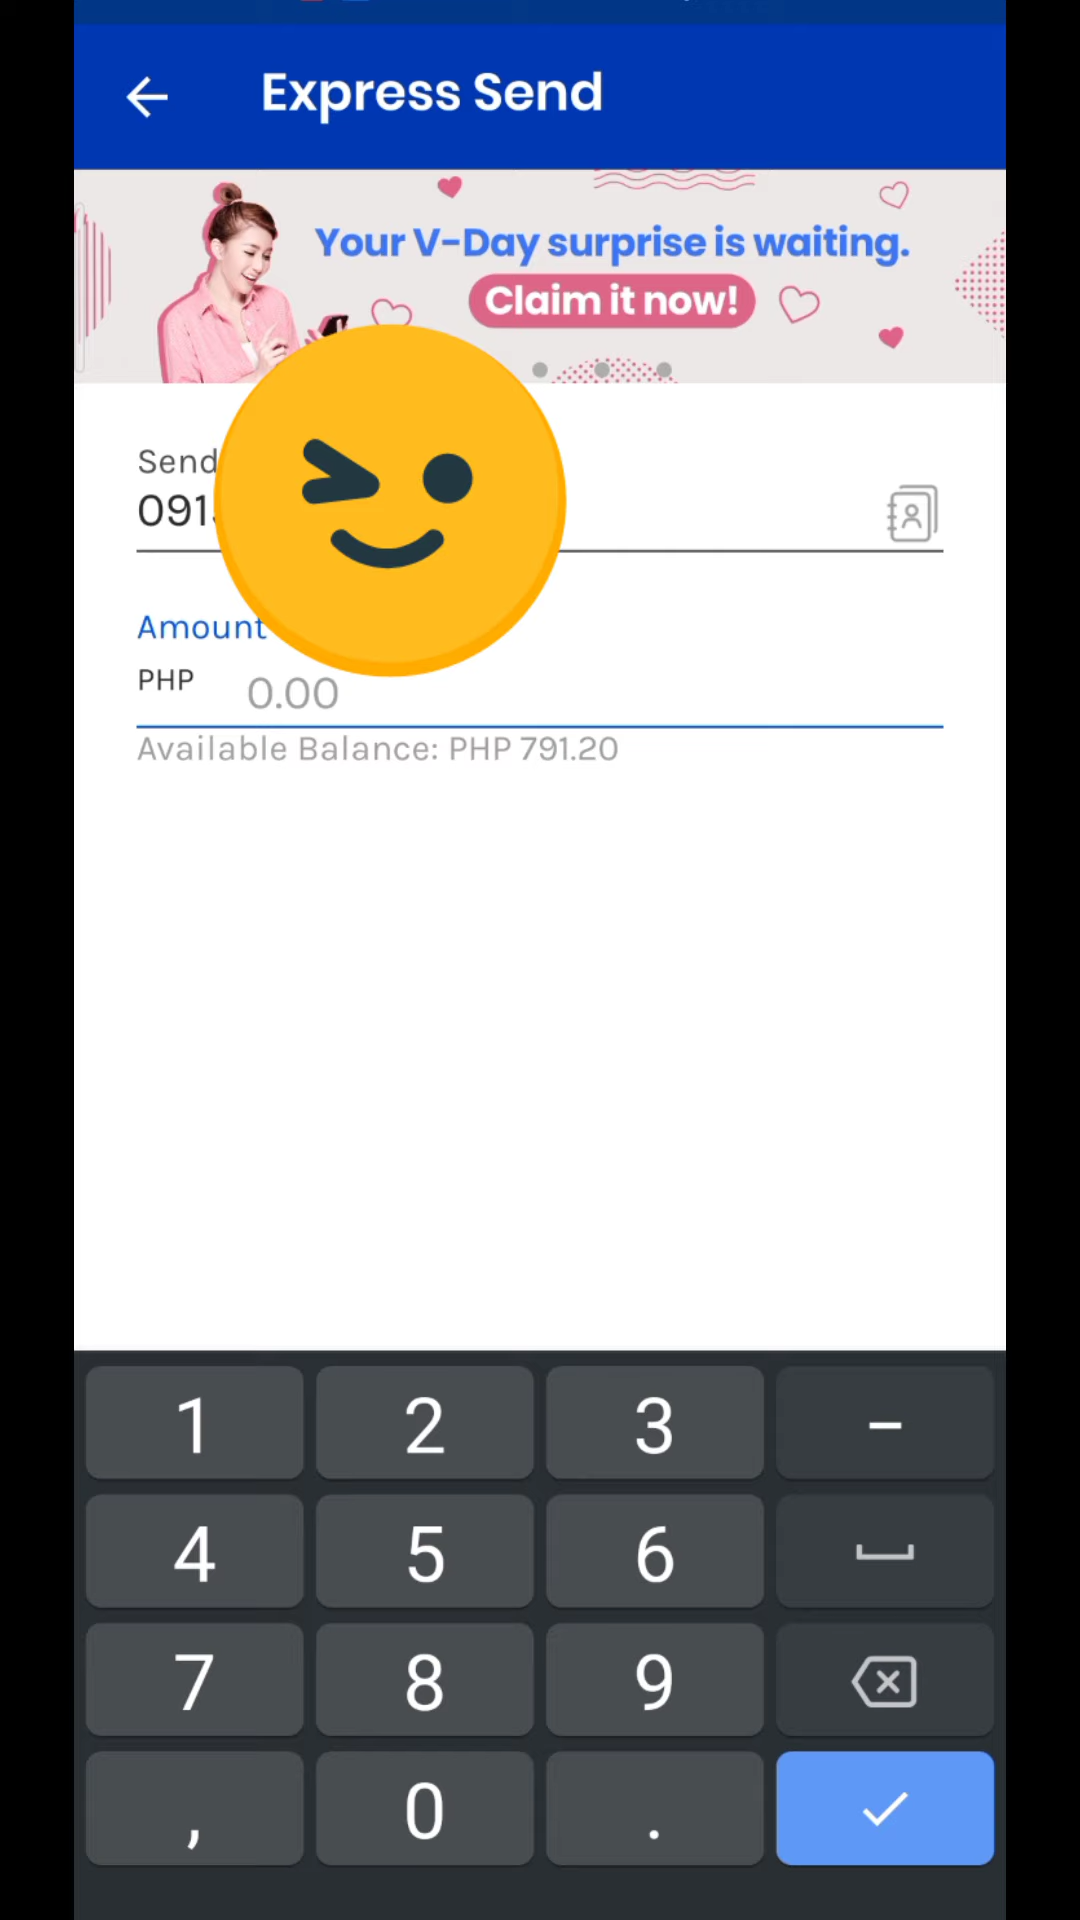 Express Send
Your V-Day surprise is waiting.
Claim it now!
Send
091
Amount
PHP 0.00
Available Balance: PHP 791.20
1 2 3 -
4 5 6
7 8 9
, 0 .